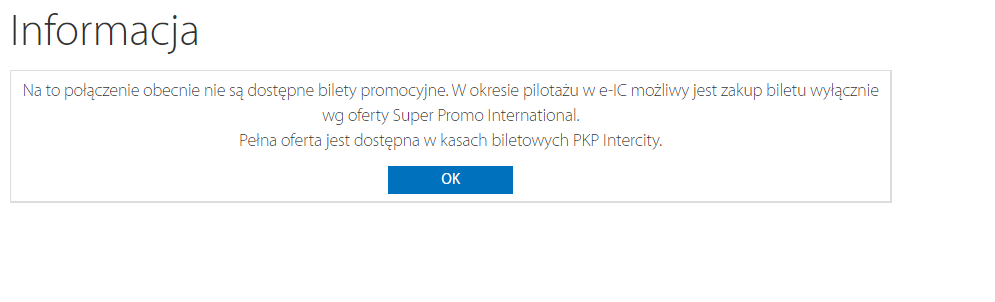 Informacja
Na to połączenie obecnie nie są dostępne bilety promocyjne. W okresie pilotażu w e-IC możliwy jest zakup biletu wyłącznie
wg oferty Super Promo International.
Pełna oferta jest dostępna w kasach biletowych PKP Intercity.
OK